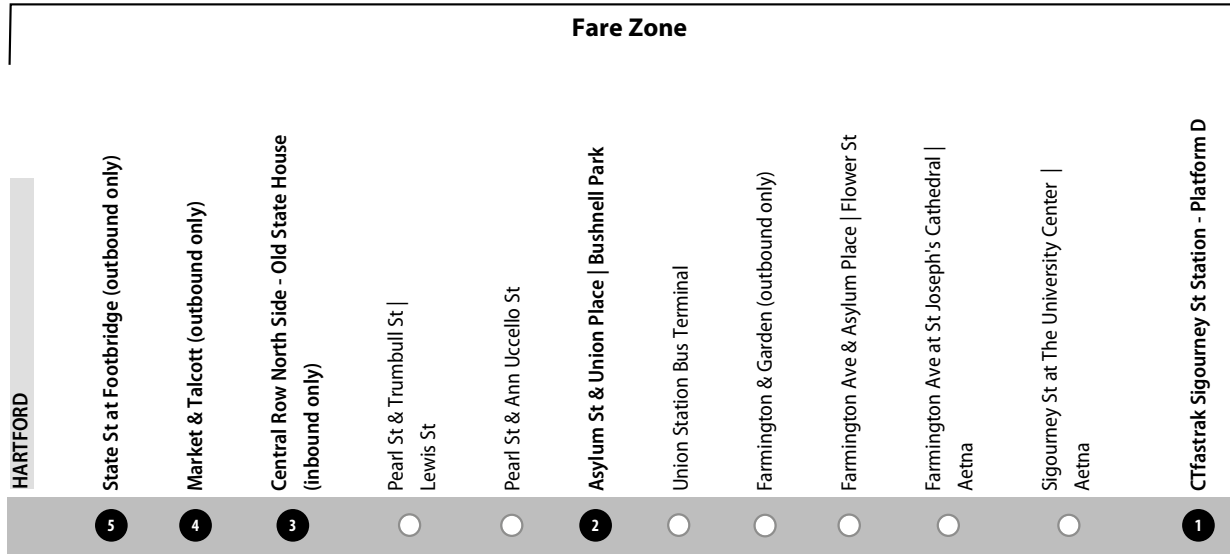 Fare Zone
HARTFORD
State St at Footbridge (outbound only)
Market & Talcott (outbound only)
Central Row North Side - Old State House
(inbound only)
Pearl St & Trumbull St |
Lewis St
Pearl St & Ann Uccello St
Asylum St & Union Place | Bushnell Park
Union Station Bus Terminal
Farmington & Garden (outbound only)
Farmington Ave & Asylum Place | Flower St
Farmington Ave at St Joseph's Cathedral |
Aetna
Sigourney St at The University Center |
Aetna
CTfastrak Sigourney St Station - Platform D
5
4
3
2
1